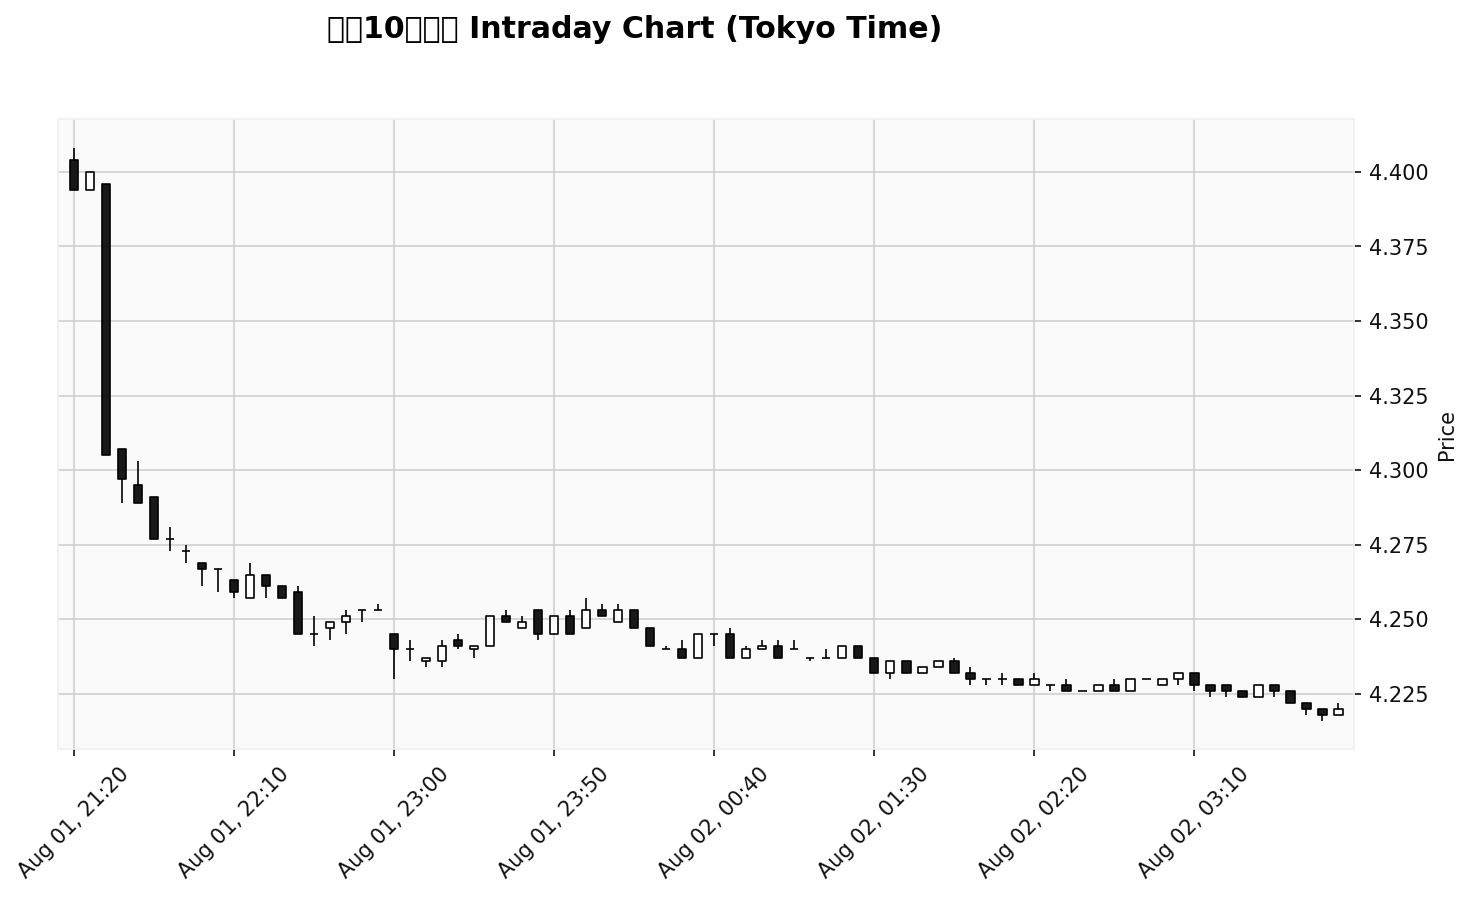 10 Intraday Chart (Tokyo Time)
4.400
4.375
4.350
4.325
4.300
4.275
4.250
4.225
Price
Aug 01, 21:20
Aug 01, 22:10
Aug 01, 23:00
Aug 01, 23:50
Aug 02, 00:40
Aug 02, 01:30
Aug 02, 02:20
Aug 02, 03:10